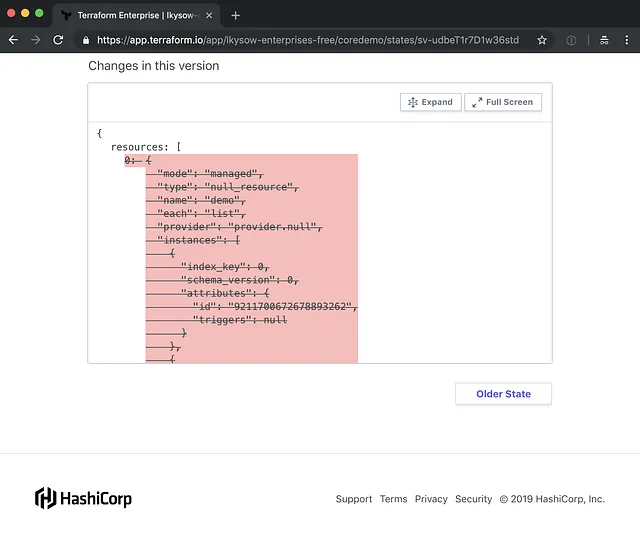 Terraform Enterprise | lkysow-
https://app.terraform.io/app/lkysow-enterprises-free/coredemo/states/sv-udbeT1r7D1w36std
Changes in this version
Expand
Full Screen
{
resources: [
0: {
"mode": "managed",
"type": "null_resource",
"name": "demo",
"each": "list",
"provider": "provider.null",
"instances": [
{
"index_key": 0,
"schema_version": 0,
"attributes": {
"id": "9211700672678893262",
"triggers": null
}
},
{
Older State
HashiCorp
Support Terms Privacy Security © 2019 HashiCorp, Inc.